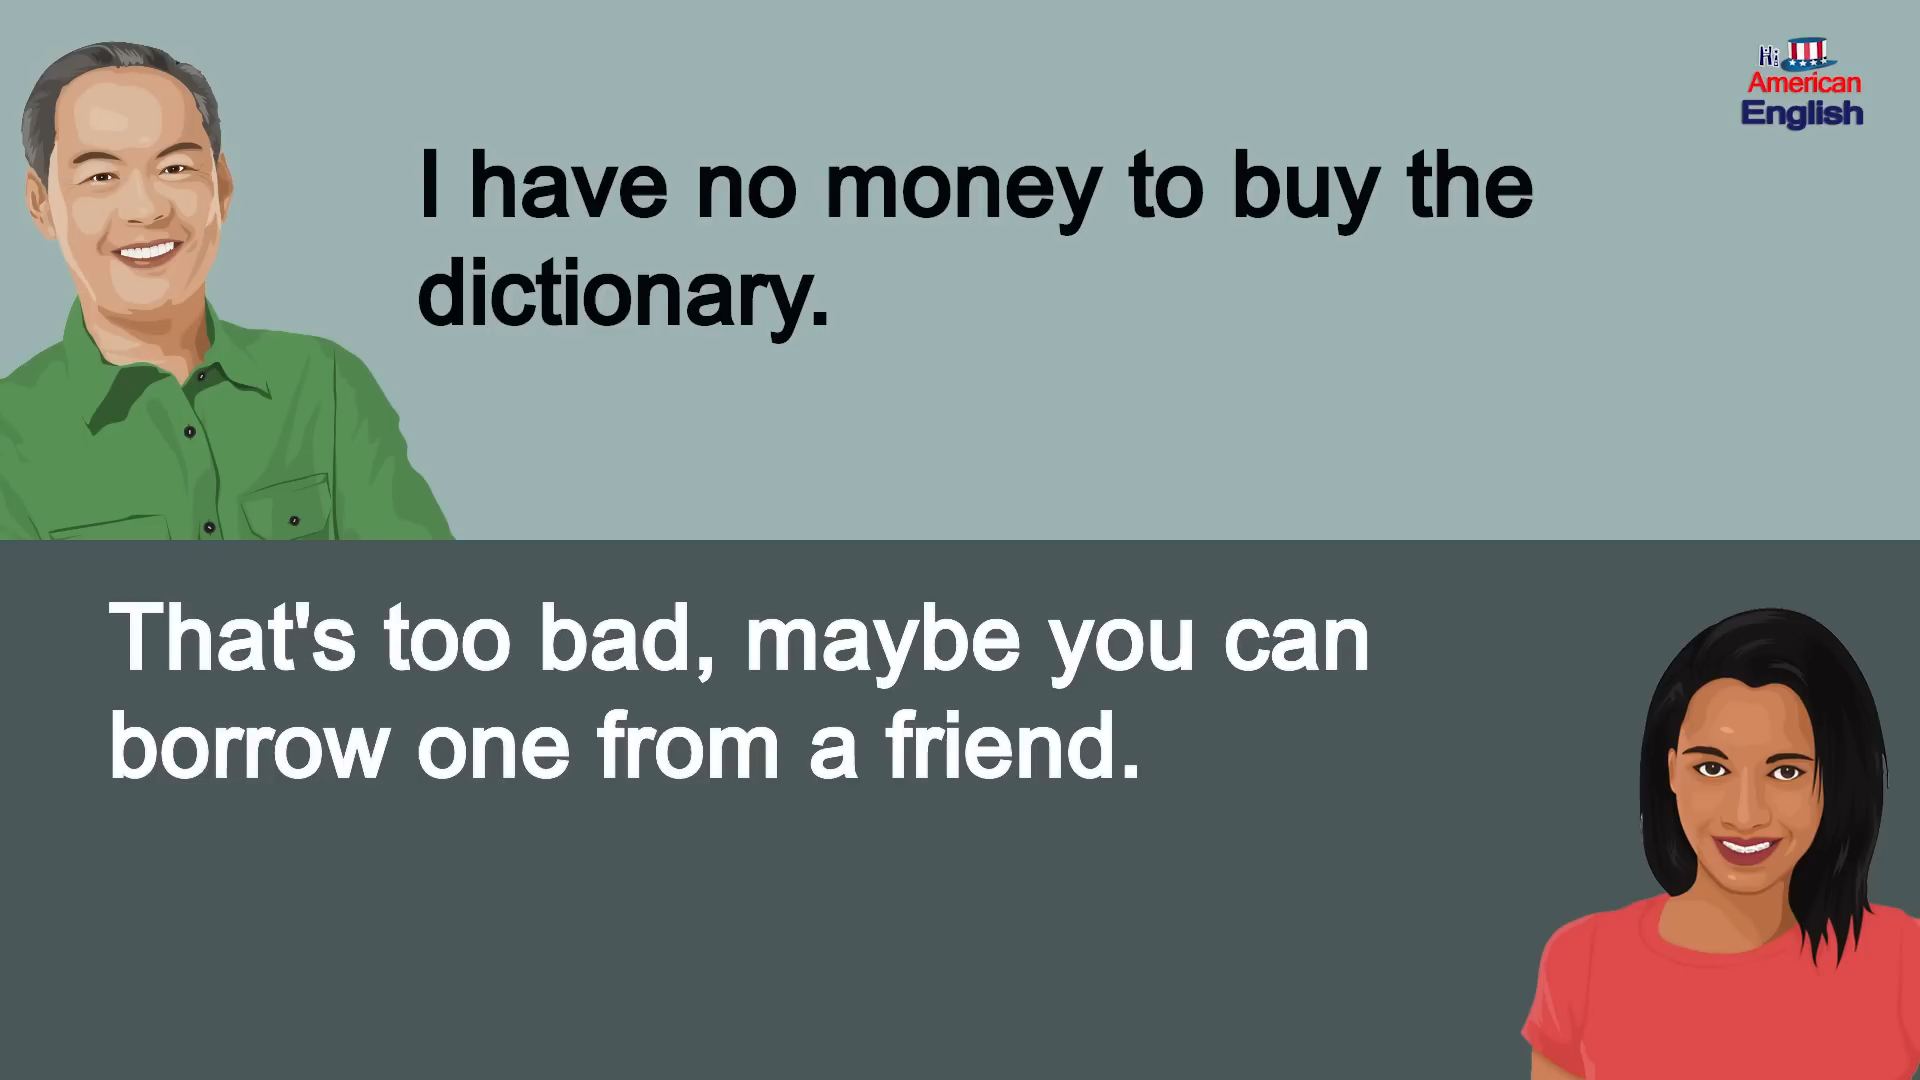 Hi
American
English
I have no money to buy the
dictionary.
That's too bad, maybe you can
borrow one from a friend.